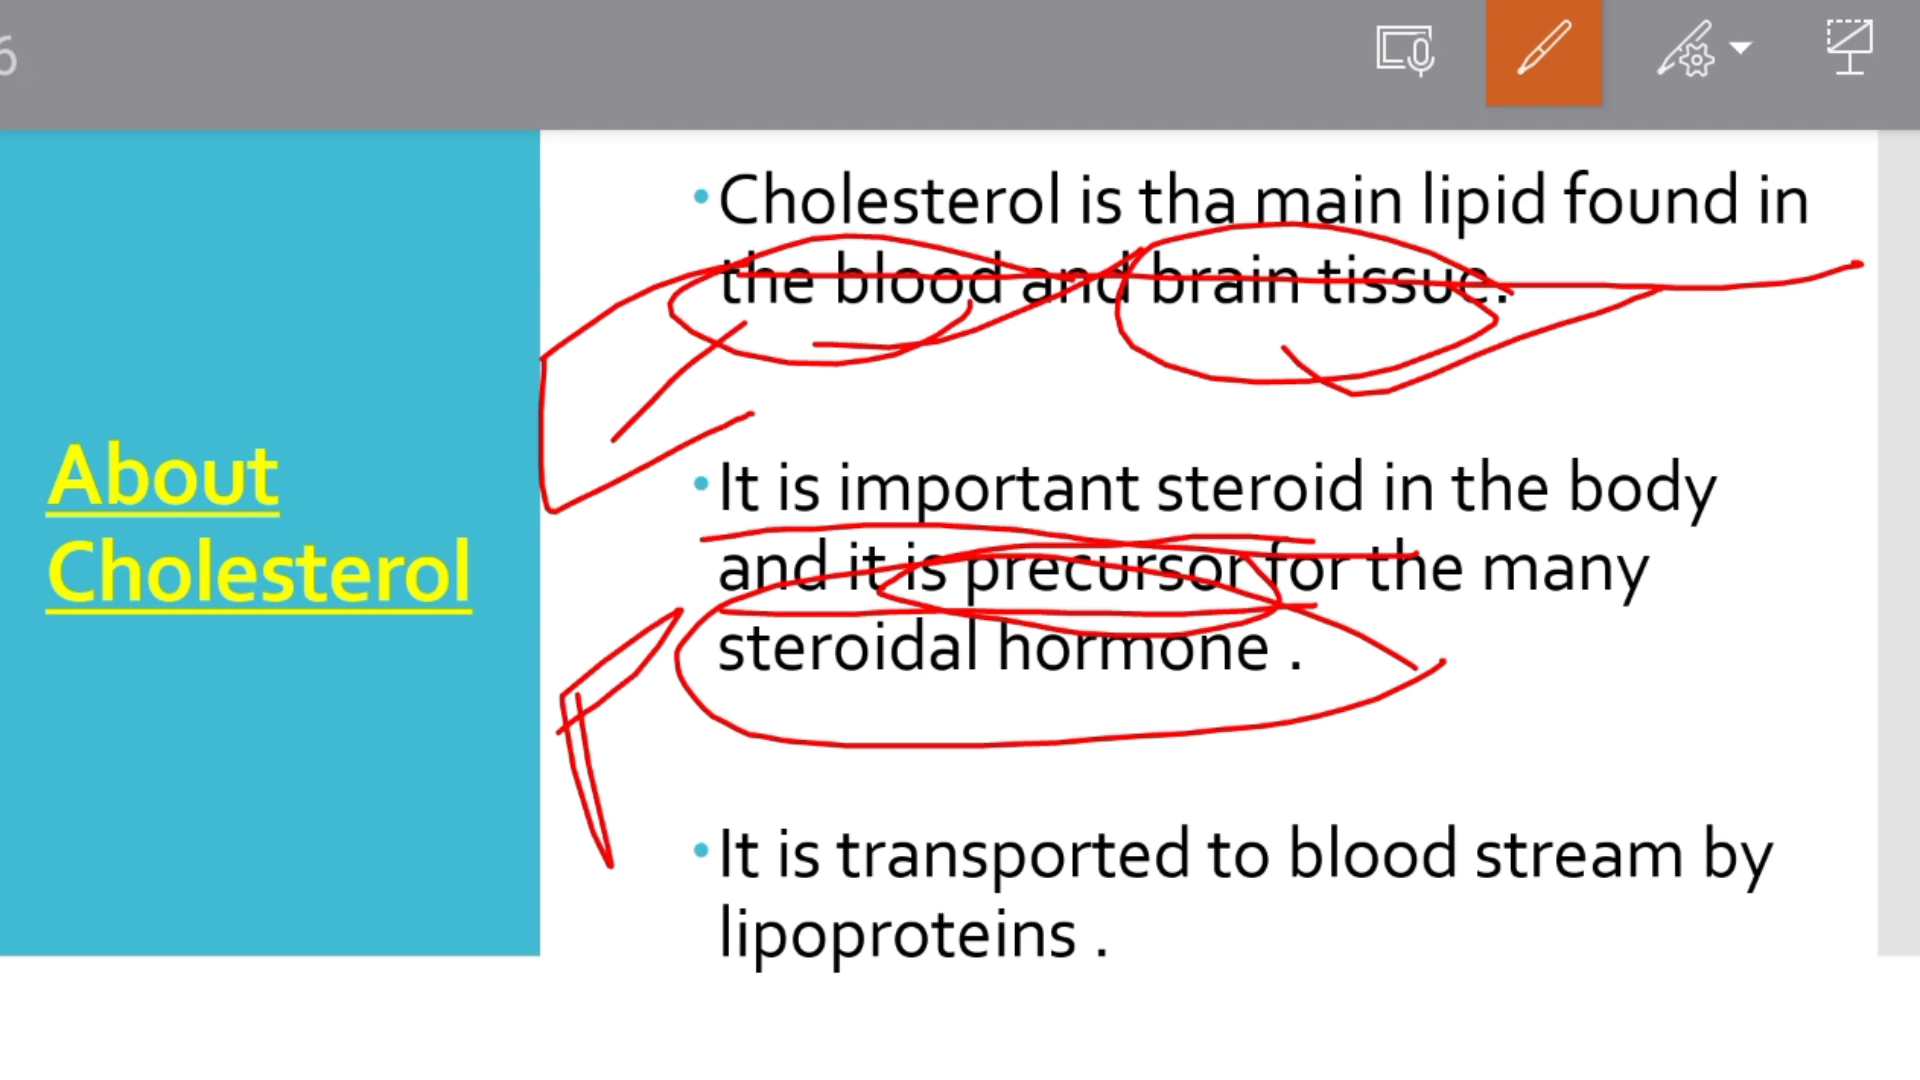 6
About
Cholesterol
Cholesterol is tha main lipid found in
the blood and brain tissue.
It is important steroid in the body
and it is precursor for the many
steroidal hormone .
It is transported to blood stream by
lipoproteins .